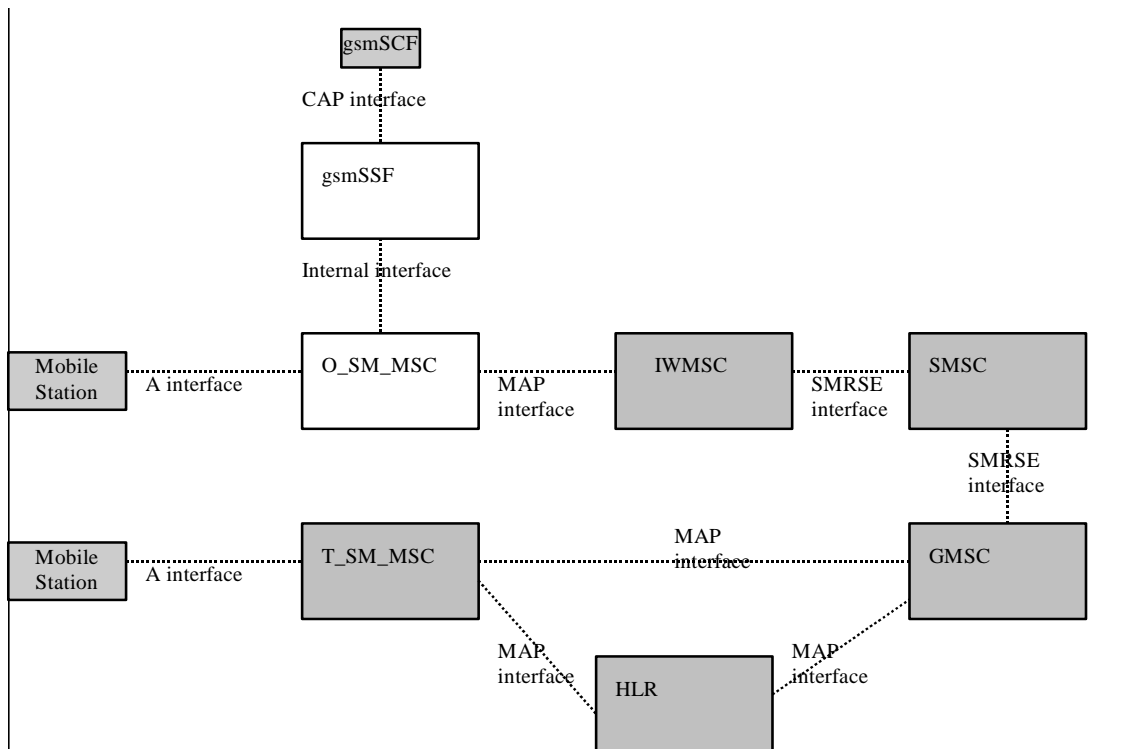 gsmSCF
CAP interface
gsmSSF
Internal interface
Mobile
Station
A interface
O_SM_MSC
MAP
interface
IWMSC
SMRSE
interface
SMSC
SMRSE
interface
Mobile
Station
A interface
T_SM_MSC
MAP
interface
GMSC
MAP
interface
HLR
MAP
interface